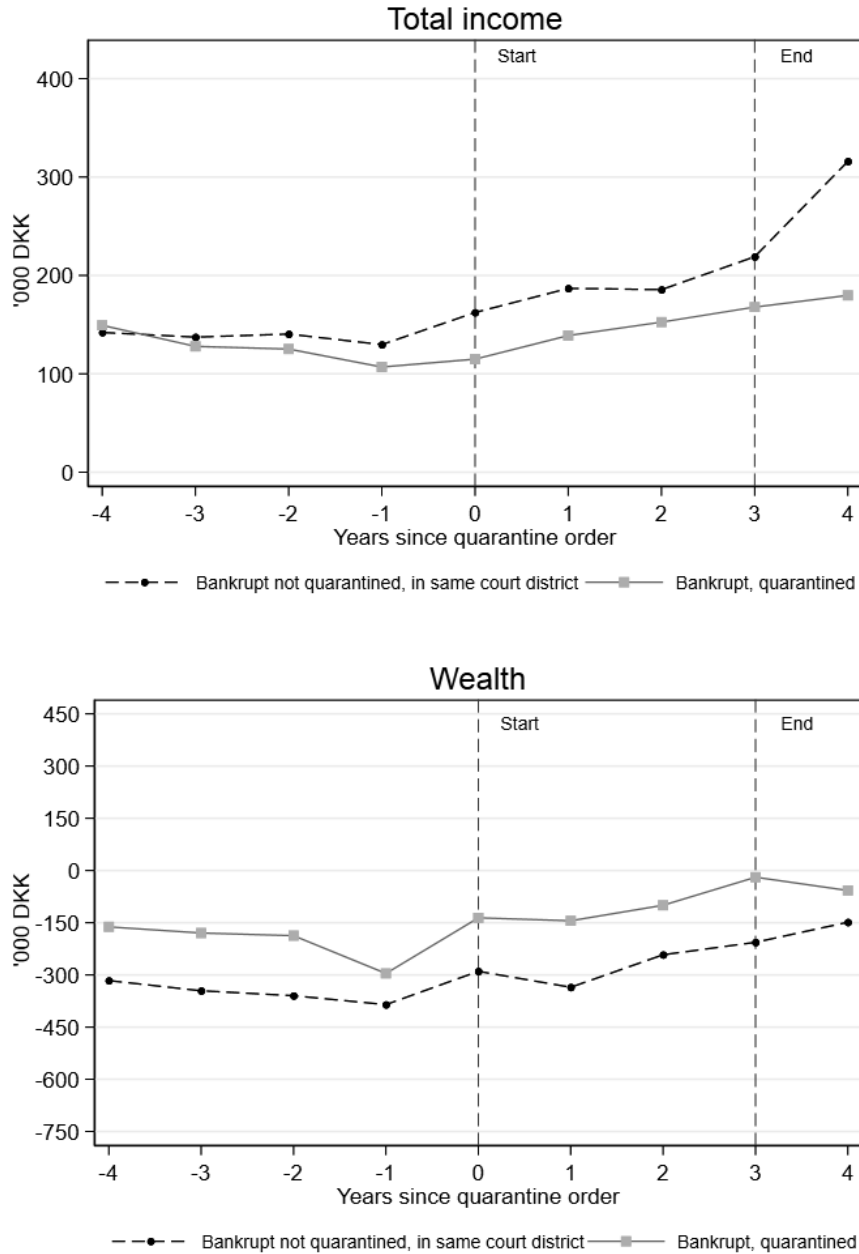 Total income
Start
End
400
300
200
100
0
'000 DKK
-4 -3 -2 -1 0 1 2 3 4
Years since quarantine order
Bankrupt not quarantined, in same court district Bankrupt, quarantined
Wealth
Start
End
450
300
150
0
-150
-300
-450
-600
-750
'000 DKK
-4 -3 -2 -1 0 1 2 3 4
Years since quarantine order
Bankrupt not quarantined, in same court district Bankrupt, quarantined